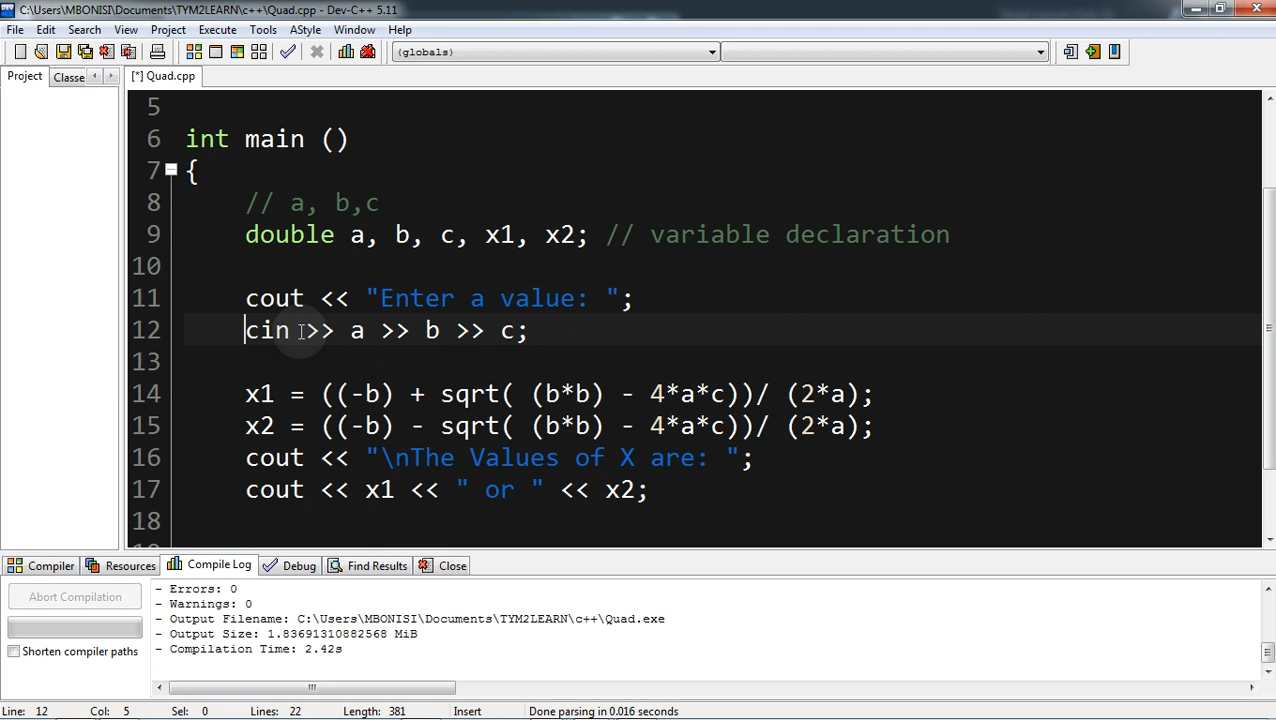 C:\Users\MBONISI\Documents\TYM2LEARN\c++\Quad.cpp - Dev-C++ 5.11
File Edit Search View Project Execute Tools AStyle Window Help
(globals)
Project Classe [*] Quad.cpp
5
6 int main ()
7 {
8 // a, b,c
9 double a, b, c, x1, x2; // variable declaration
10
11 cout << "Enter a value: ";
12 cin >> a >> b >> c;
13
14 x1 = ((-b) + sqrt( (b*b) - 4*a*c))/ (2*a);
15 x2 = ((-b) - sqrt( (b*b) - 4*a*c))/ (2*a);
16 cout << "\nThe Values of X are: ";
17 cout << x1 << " or " << x2;
18
Compiler Resources Compile Log Debug Find Results Close
Abort Compilation
Shorten compiler paths
- Errors: 0
- Warnings: 0
- Output Filename: C:\Users\MBONISI\Documents\TYM2LEARN\c++\Quad.exe
- Output Size: 1.83691310882568 MiB
- Compilation Time: 2.42s
Line: 12 Col: 5 Sel: 0 Lines: 22 Length: 381 Insert Done parsing in 0.016 seconds